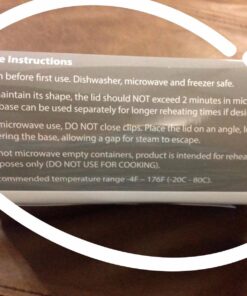 e Instructions
h before first use. Dishwasher, microwave and freezer safe.
aintain its shape, the lid should NOT exceed 2 minutes in mic
base can be used separately for longer reheating times if desi
microwave use, DO NOT close clips. Place the lid on an angle, l
ering the base, allowing a gap for steam to escape.
not microwave empty containers, product is intended for rehea
poses only (DO NOT USE FOR COOKING).
commended temperature range -4F – 176F (-20C - 80C).